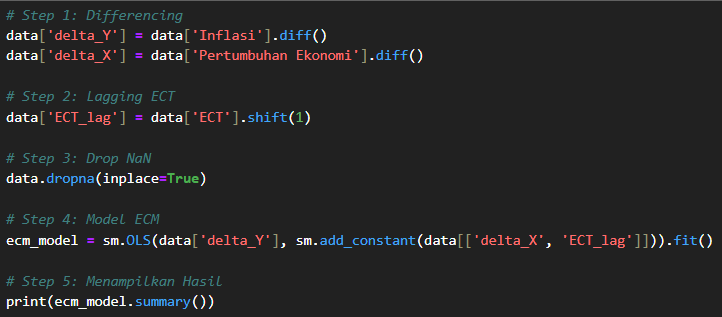 # Step 1: Differencing
data['delta_Y'] = data['Inflasi'].diff()
data['delta_X'] = data['Pertumbuhan Ekonomi'].diff()
# Step 2: Lagging ECT
data['ECT_lag'] = data['ECT'].shift(1)
# Step 3: Drop NaN
data.dropna(inplace=True)
# Step 4: Model ECM
ecm_model = sm.OLS(data['delta_Y'], sm.add_constant(data[['delta_X', 'ECT_lag']])).fit()
# Step 5: Menampilkan Hasil
print(ecm_model.summary())